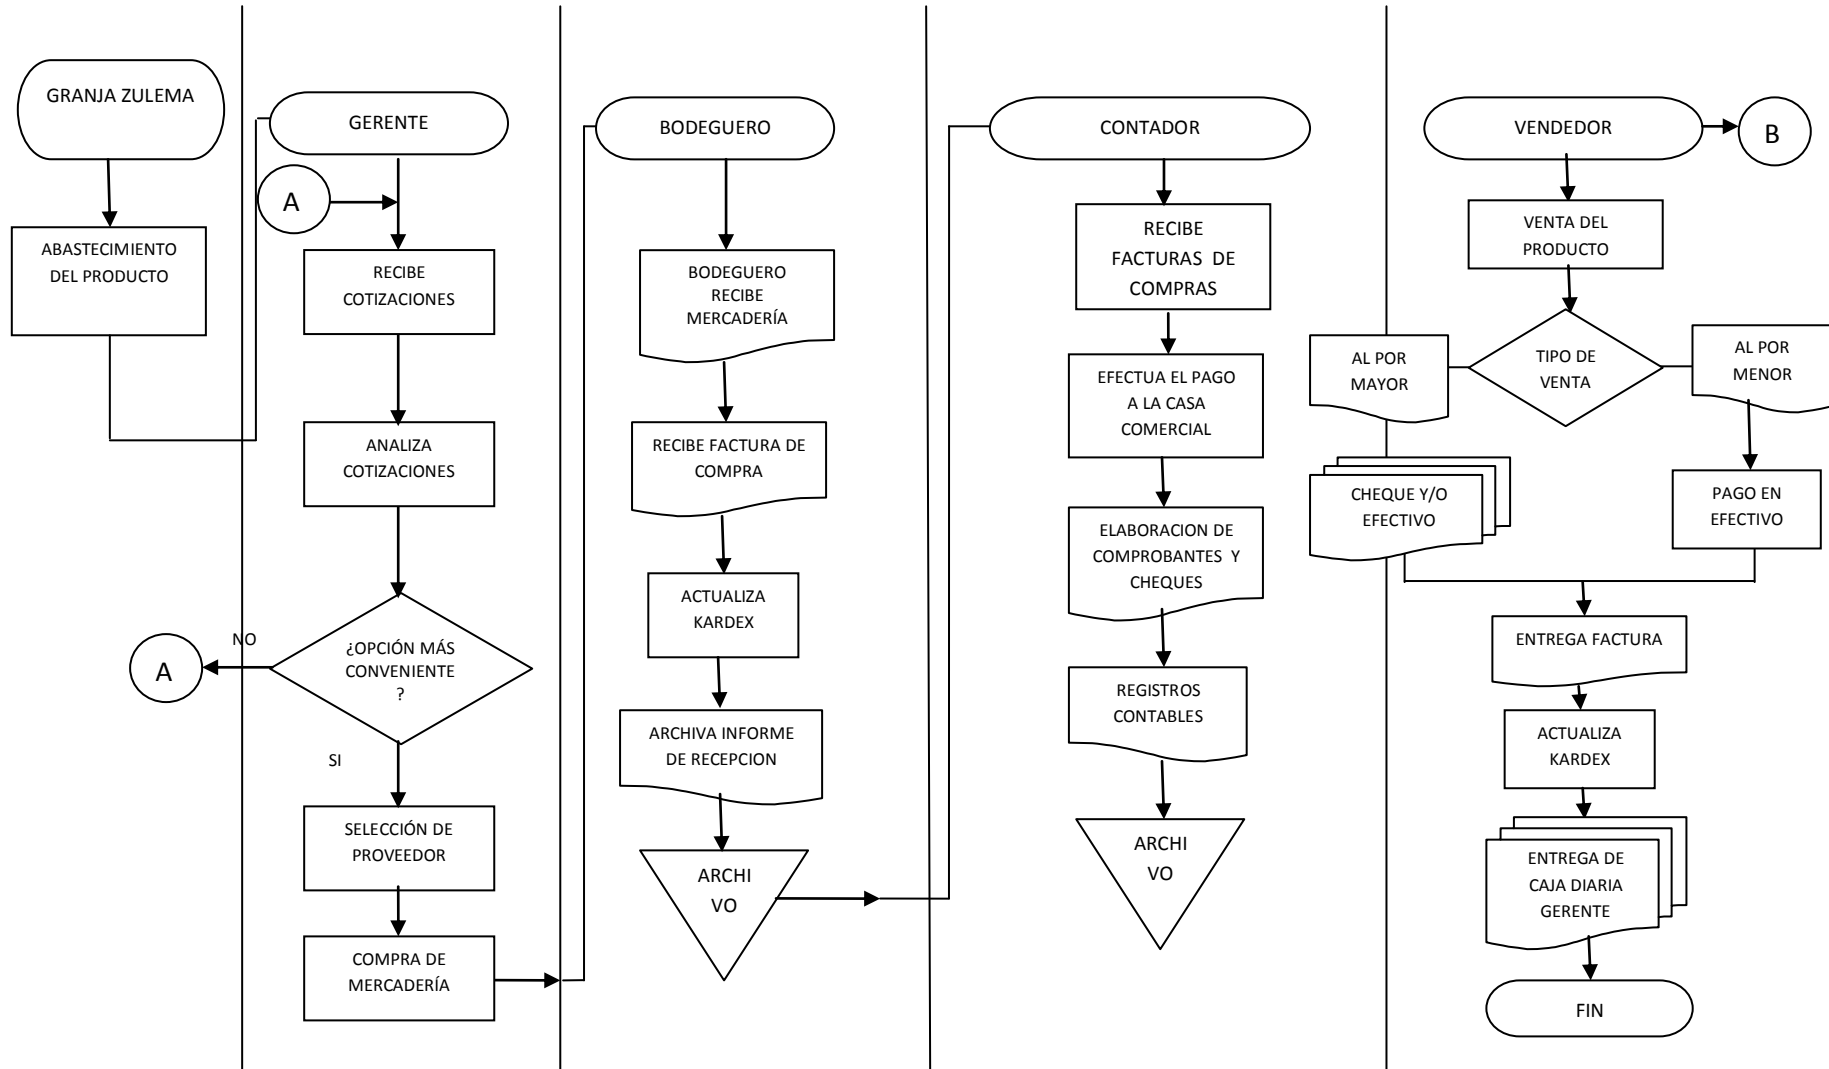 GRANJA ZULEMA
ABASTECIMIENTO
DEL PRODUCTO
GERENTE
A
RECIBE
COTIZACIONES
ANALIZA
COTIZACIONES
¿OPCIÓN MÁS
CONVENIENTE
?
NO
A
SI
SELECCIÓN DE
PROVEEDOR
COMPRA DE
MERCADERÍA
BODEGUERO
BODEGUERO
RECIBE
MERCADERÍA
RECIBE FACTURA DE
COMPRA
ACTUALIZA
KARDEX
ARCHIVA INFORME
DE RECEPCION
ARCHI
VO
CONTADOR
RECIBE
FACTURAS DE
COMPRAS
EFECTUA EL PAGO
A LA CASA
COMERCIAL
ELABORACION DE
COMPROBANTES Y
CHEQUES
REGISTROS
CONTABLES
ARCHI
VO
VENDEDOR
B
VENTA DEL
PRODUCTO
TIPO DE
VENTA
AL POR
MAYOR
AL POR
MENOR
CHEQUE Y/O
EFECTIVO
PAGO EN
EFECTIVO
ENTREGA FACTURA
ACTUALIZA
KARDEX
ENTREGA DE
CAJA DIARIA
GERENTE
FIN